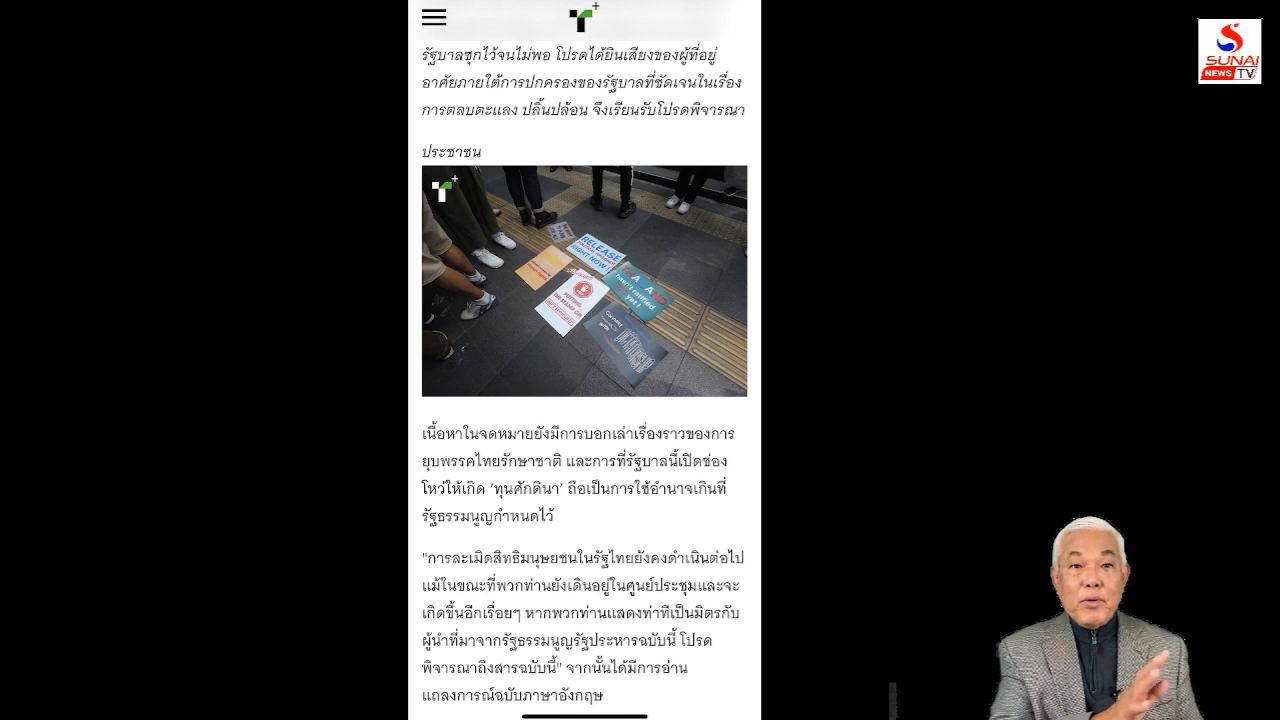 รัฐบาลซุกไว้จนไม่พอ โปรดได้ยินเสียงของผู้ที่อยู่
อาศัยภายใต้การปกครองของรัฐบาลที่ชัดเจนในเรื่อง
การตลบตะแลง ปลิ้นปล้อน จึงเรียนรับโปรดพิจารณา
ประชาชน
RELEASE
RIGHT NOW!
hasn't ratified
yet!
PUTTING
THE STAMP ON
เนื้อหาในจดหมายยังมีการบอกเล่าเรื่องราวของการ
ยุบพรรคไทยรักษาชาติ และการที่รัฐบาลนี้เปิดช่อง
โหว่ให้เกิด ‘ทุนศักดินา’ ถือเป็นการใช้อำนาจเกินที่
รัฐธรรมนูญกำหนดไว้
"การละเมิดสิทธิมนุษยชนในรัฐไทยยังคงดำเนินต่อไป
แม้ในขณะที่พวกท่านยังเดินอยู่ในศูนย์ประชุมและจะ
เกิดขึ้นอีกเรื่อยๆ หากพวกท่านแสดงท่าทีเป็นมิตรกับ
ผู้นำที่มาจากรัฐธรรมนูญรัฐประหารฉบับนี้ โปรด
พิจารณาถึงสารฉบับนี้" จากนั้นได้มีการอ่าน
แถลงการณ์ฉบับภาษาอังกฤษ
SUNAI
NEWS TV